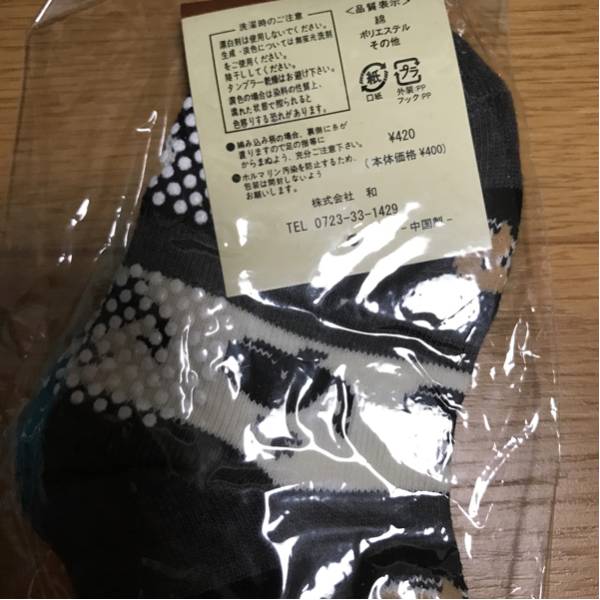 洗濯時のご注意
漂白剤は使用しないでください。
生成・淡色については無蛍光洗剤
をご使用ください。
陰干ししてください。
タンブラー乾燥はお避け下さい。
濃色の場合は染料の性質上、
濡れた状態で擦られると
色移りする恐れがあります。
●編み込み柄の場合、裏側に糸が
渡りますので足の指等に
からまぬよう、充分ご注意下さい。
●ホルマリン汚染を防止するため、
包装は開封しないよう
お願いします。
<品質表示>
綿
ポリエステル
その他
紙
プラ
口紙
外装:PP
フック:PP
¥420
(本体価格¥400)
株式会社 和
TEL 0723-33-1429
-中国製-